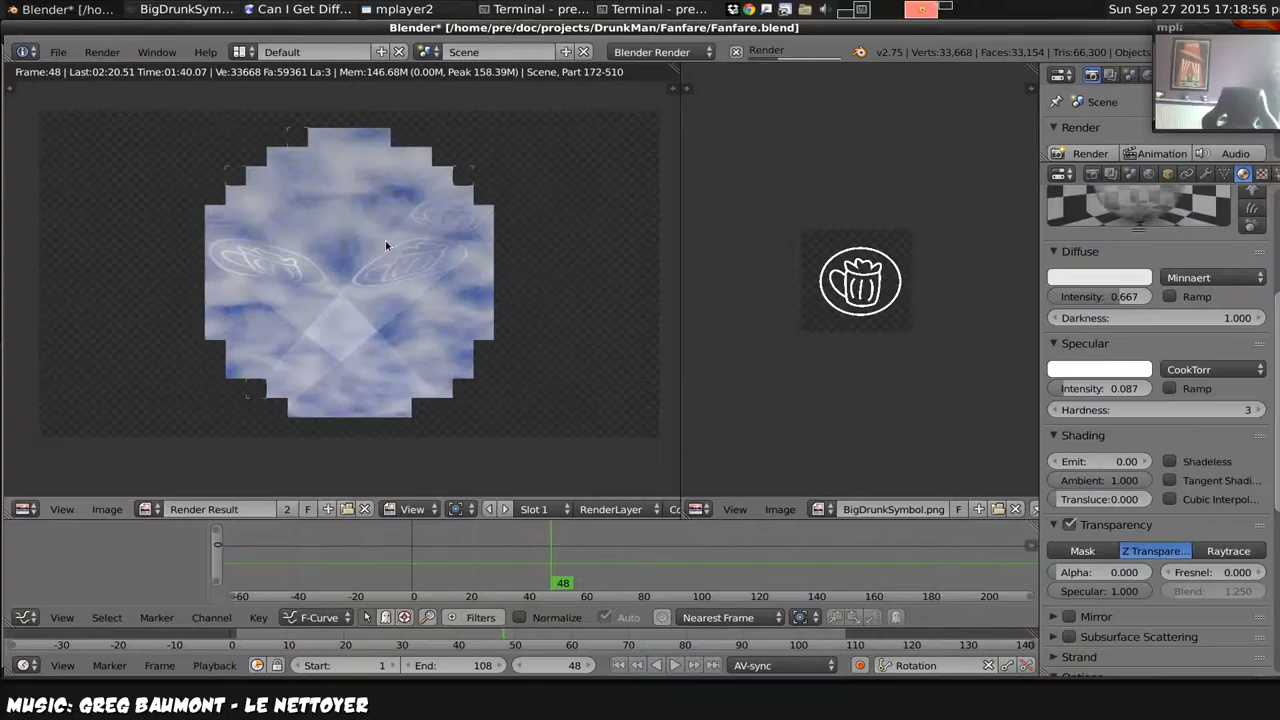 Blender* [/ho...
BigDrunkSym...
Can I Get Diff...
mplayer2
Terminal - pre...
Terminal - pre...
Sun Sep 27 2015 17:18:56
Blender* [/home/pre/doc/projects/DrunkMan/Fanfare/Fanfare.blend]
File Render Window Help Default Scene Blender Render Render v2.75 | Verts:33,668 | Faces:33,154 | Tris:66,300 | Objects
Frame:48 | Last:02:20.51 Time:01:40.07 | Ve:33668 Fa:59361 La:3 | Mem:146.68M (0.00M, Peak 158.39M) | Scene, Part 172-510
Scene
Render
Render Animation Audio
Diffuse
Minnaert
Intensity: 0.667 Ramp
Darkness: 1.000
Specular
CookTorr
Intensity: 0.087 Ramp
Hardness: 3
Shading
Emit: 0.00 Shadeless
Ambient: 1.000 Tangent Shadi...
Transluce:0.000 Cubic Interpol...
Transparency
Mask Z Transpare... Raytrace
Alpha: 0.000 Fresnel: 0.000
Specular: 1.000 Blend: 1.250
Mirror
Subsurface Scattering
Strand
View Image Render Result 2 F View Slot 1 RenderLayer Co
View Image BigDrunkSymbol.png F
48
-60 -40 -20 0 20 40 60 80 100 120 140 160 180 200
View Select Marker Channel Key F-Curve Filters Normalize Auto Nearest Frame
-30 -20 -10 0 10 20 30 40 50 60 70 80 90 100 110 120 130 140
View Marker Frame Playback Start: 1 End: 108 48 AV-sync Rotation
MUSIC: GREG BAUMONT - LE NETTOYER